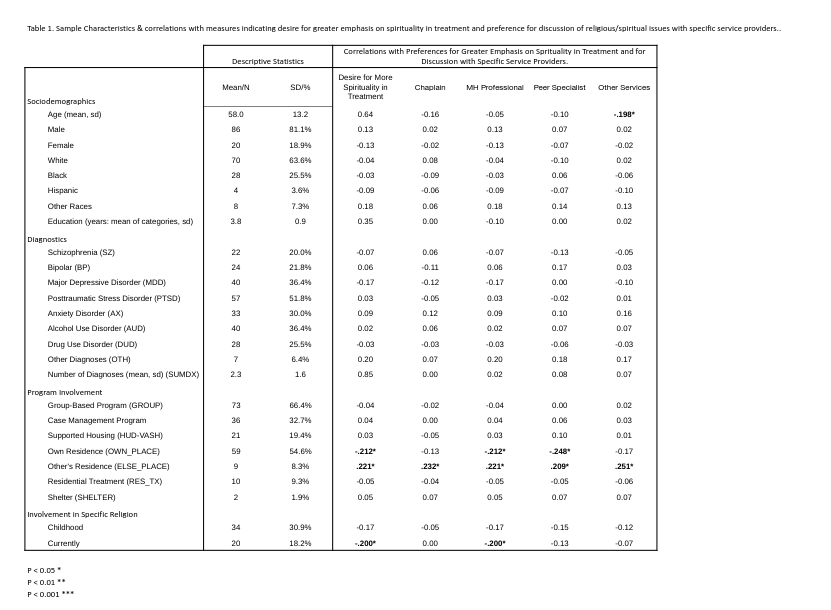 Table 1. Sample Characteristics & correlations with measures indicating desire for greater emphasis on spirituality in treatment and preference for discussion of religious/spiritual issues with specific service providers..
Descriptive Statistics
Correlations with Preferences for Greater Emphasis on Sprituality in Treatment and for
Discussion with Specific Service Providers.
Sociodemographics Mean/N SD/% Desire for More Spirituality in Treatment Chaplain MH Professional Peer Specialist Other Services
Age (mean, sd) 58.0 13.2 0.64 -0.16 -0.05 -0.10 -.198*
Male 86 81.1% 0.13 0.02 0.13 0.07 0.02
Female 20 18.9% -0.13 -0.02 -0.13 -0.07 -0.02
White 70 63.6% -0.04 0.08 -0.04 -0.10 0.02
Black 28 25.5% -0.03 -0.09 -0.03 0.06 -0.06
Hispanic 4 3.6% -0.09 -0.06 -0.09 -0.07 -0.10
Other Races 8 7.3% 0.18 0.06 0.18 0.14 0.13
Education (years: mean of categories, sd) 3.8 0.9 0.35 0.00 -0.10 0.00 0.02
Diagnostics
Schizophrenia (SZ) 22 20.0% -0.07 0.06 -0.07 -0.13 -0.05
Bipolar (BP) 24 21.8% 0.06 -0.11 0.06 0.17 0.03
Major Depressive Disorder (MDD) 40 36.4% -0.17 -0.12 -0.17 0.00 -0.10
Posttraumatic Stress Disorder (PTSD) 57 51.8% 0.03 -0.05 0.03 -0.02 0.01
Anxiety Disorder (AX) 33 30.0% 0.09 0.12 0.09 0.10 0.16
Alcohol Use Disorder (AUD) 40 36.4% 0.02 0.06 0.02 0.07 0.07
Drug Use Disorder (DUD) 28 25.5% -0.03 -0.03 -0.03 -0.06 -0.03
Other Diagnoses (OTH) 7 6.4% 0.20 0.07 0.20 0.18 0.17
Number of Diagnoses (mean, sd) (SUMDX) 2.3 1.6 0.85 0.00 0.02 0.08 0.07
Program Involvement
Group-Based Program (GROUP) 73 66.4% -0.04 -0.02 -0.04 0.00 0.02
Case Management Program 36 32.7% 0.04 0.00 0.04 0.06 0.03
Supported Housing (HUD-VASH) 21 19.4% 0.03 -0.05 0.03 0.10 0.01
Own Residence (OWN_PLACE) 59 54.6% -.212* -0.13 -.212* -.248* -0.17
Other's Residence (ELSE_PLACE) 9 8.3% .221* .232* .221* .209* .251*
Residential Treatment (RES_TX) 10 9.3% -0.05 -0.04 -0.05 -0.05 -0.06
Shelter (SHELTER) 2 1.9% 0.05 0.07 0.05 0.07 0.07
Involvement in Specific Religion
Childhood 34 30.9% -0.17 -0.05 -0.17 -0.15 -0.12
Currently 20 18.2% -.200* 0.00 -.200* -0.13 -0.07
P < 0.05 *
P < 0.01 **
P < 0.001 ***